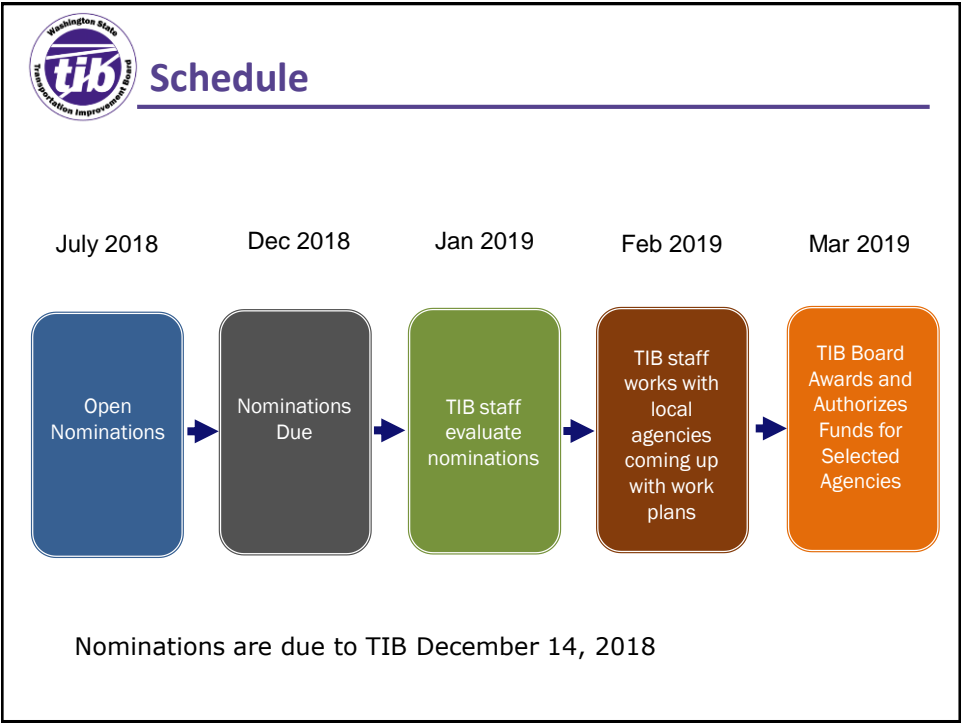 Washington State
tib
Transportation Improvement Board
Schedule
July 2018
Dec 2018
Jan 2019
Feb 2019
Mar 2019
Open
Nominations
Nominations
Due
TIB staff
evaluate
nominations
TIB staff
works with
local
agencies
coming up
with work
plans
TIB Board
Awards and
Authorizes
Funds for
Selected
Agencies
Nominations are due to TIB December 14, 2018